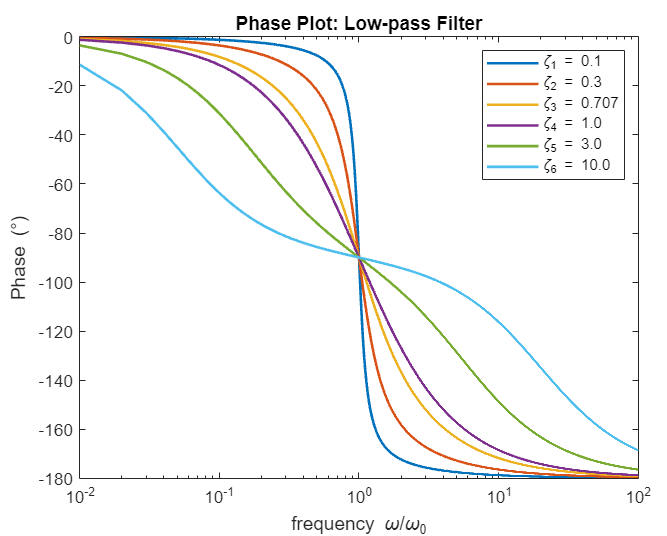 Phase Plot: Low-pass Filter
0
-20
-40
-60
-80
-100
-120
-140
-160
-180
Phase (°)
ζ₁ = 0.1
ζ₂ = 0.3
ζ₃ = 0.707
ζ₄ = 1.0
ζ₅ = 3.0
ζ₆ = 10.0
10⁻² 10⁻¹ 10⁰ 10¹ 10²
frequency ω/ω₀